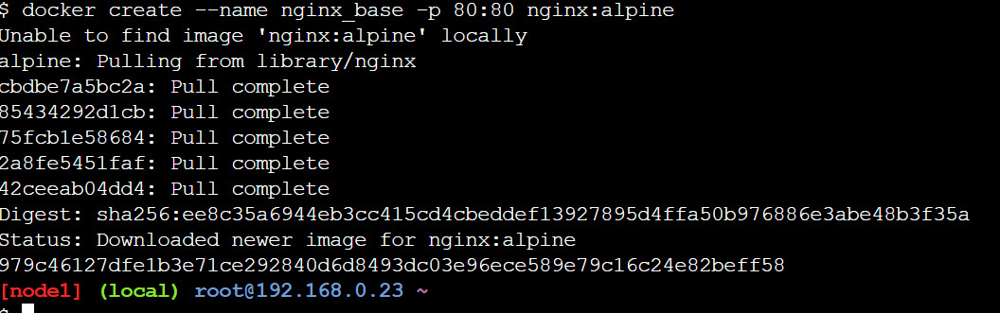 $ docker create --name nginx_base -p 80:80 nginx:alpine
Unable to find image 'nginx:alpine' locally
alpine: Pulling from library/nginx
cbdbe7a5bc2a: Pull complete
85434292d1cb: Pull complete
75fcb1e58684: Pull complete
2a8fe5451faf: Pull complete
42ceeab04dd4: Pull complete
Digest: sha256:ee8c35a6944eb3cc415cd4cbeddef13927895d4ffa50b976886e3abe48b3f35a
Status: Downloaded newer image for nginx:alpine
979c46127dfe1b3e71ce292840d6d8493dc03e96ece589e79c16c24e82beff58
[node1] (local) root@192.168.0.23 ~
$